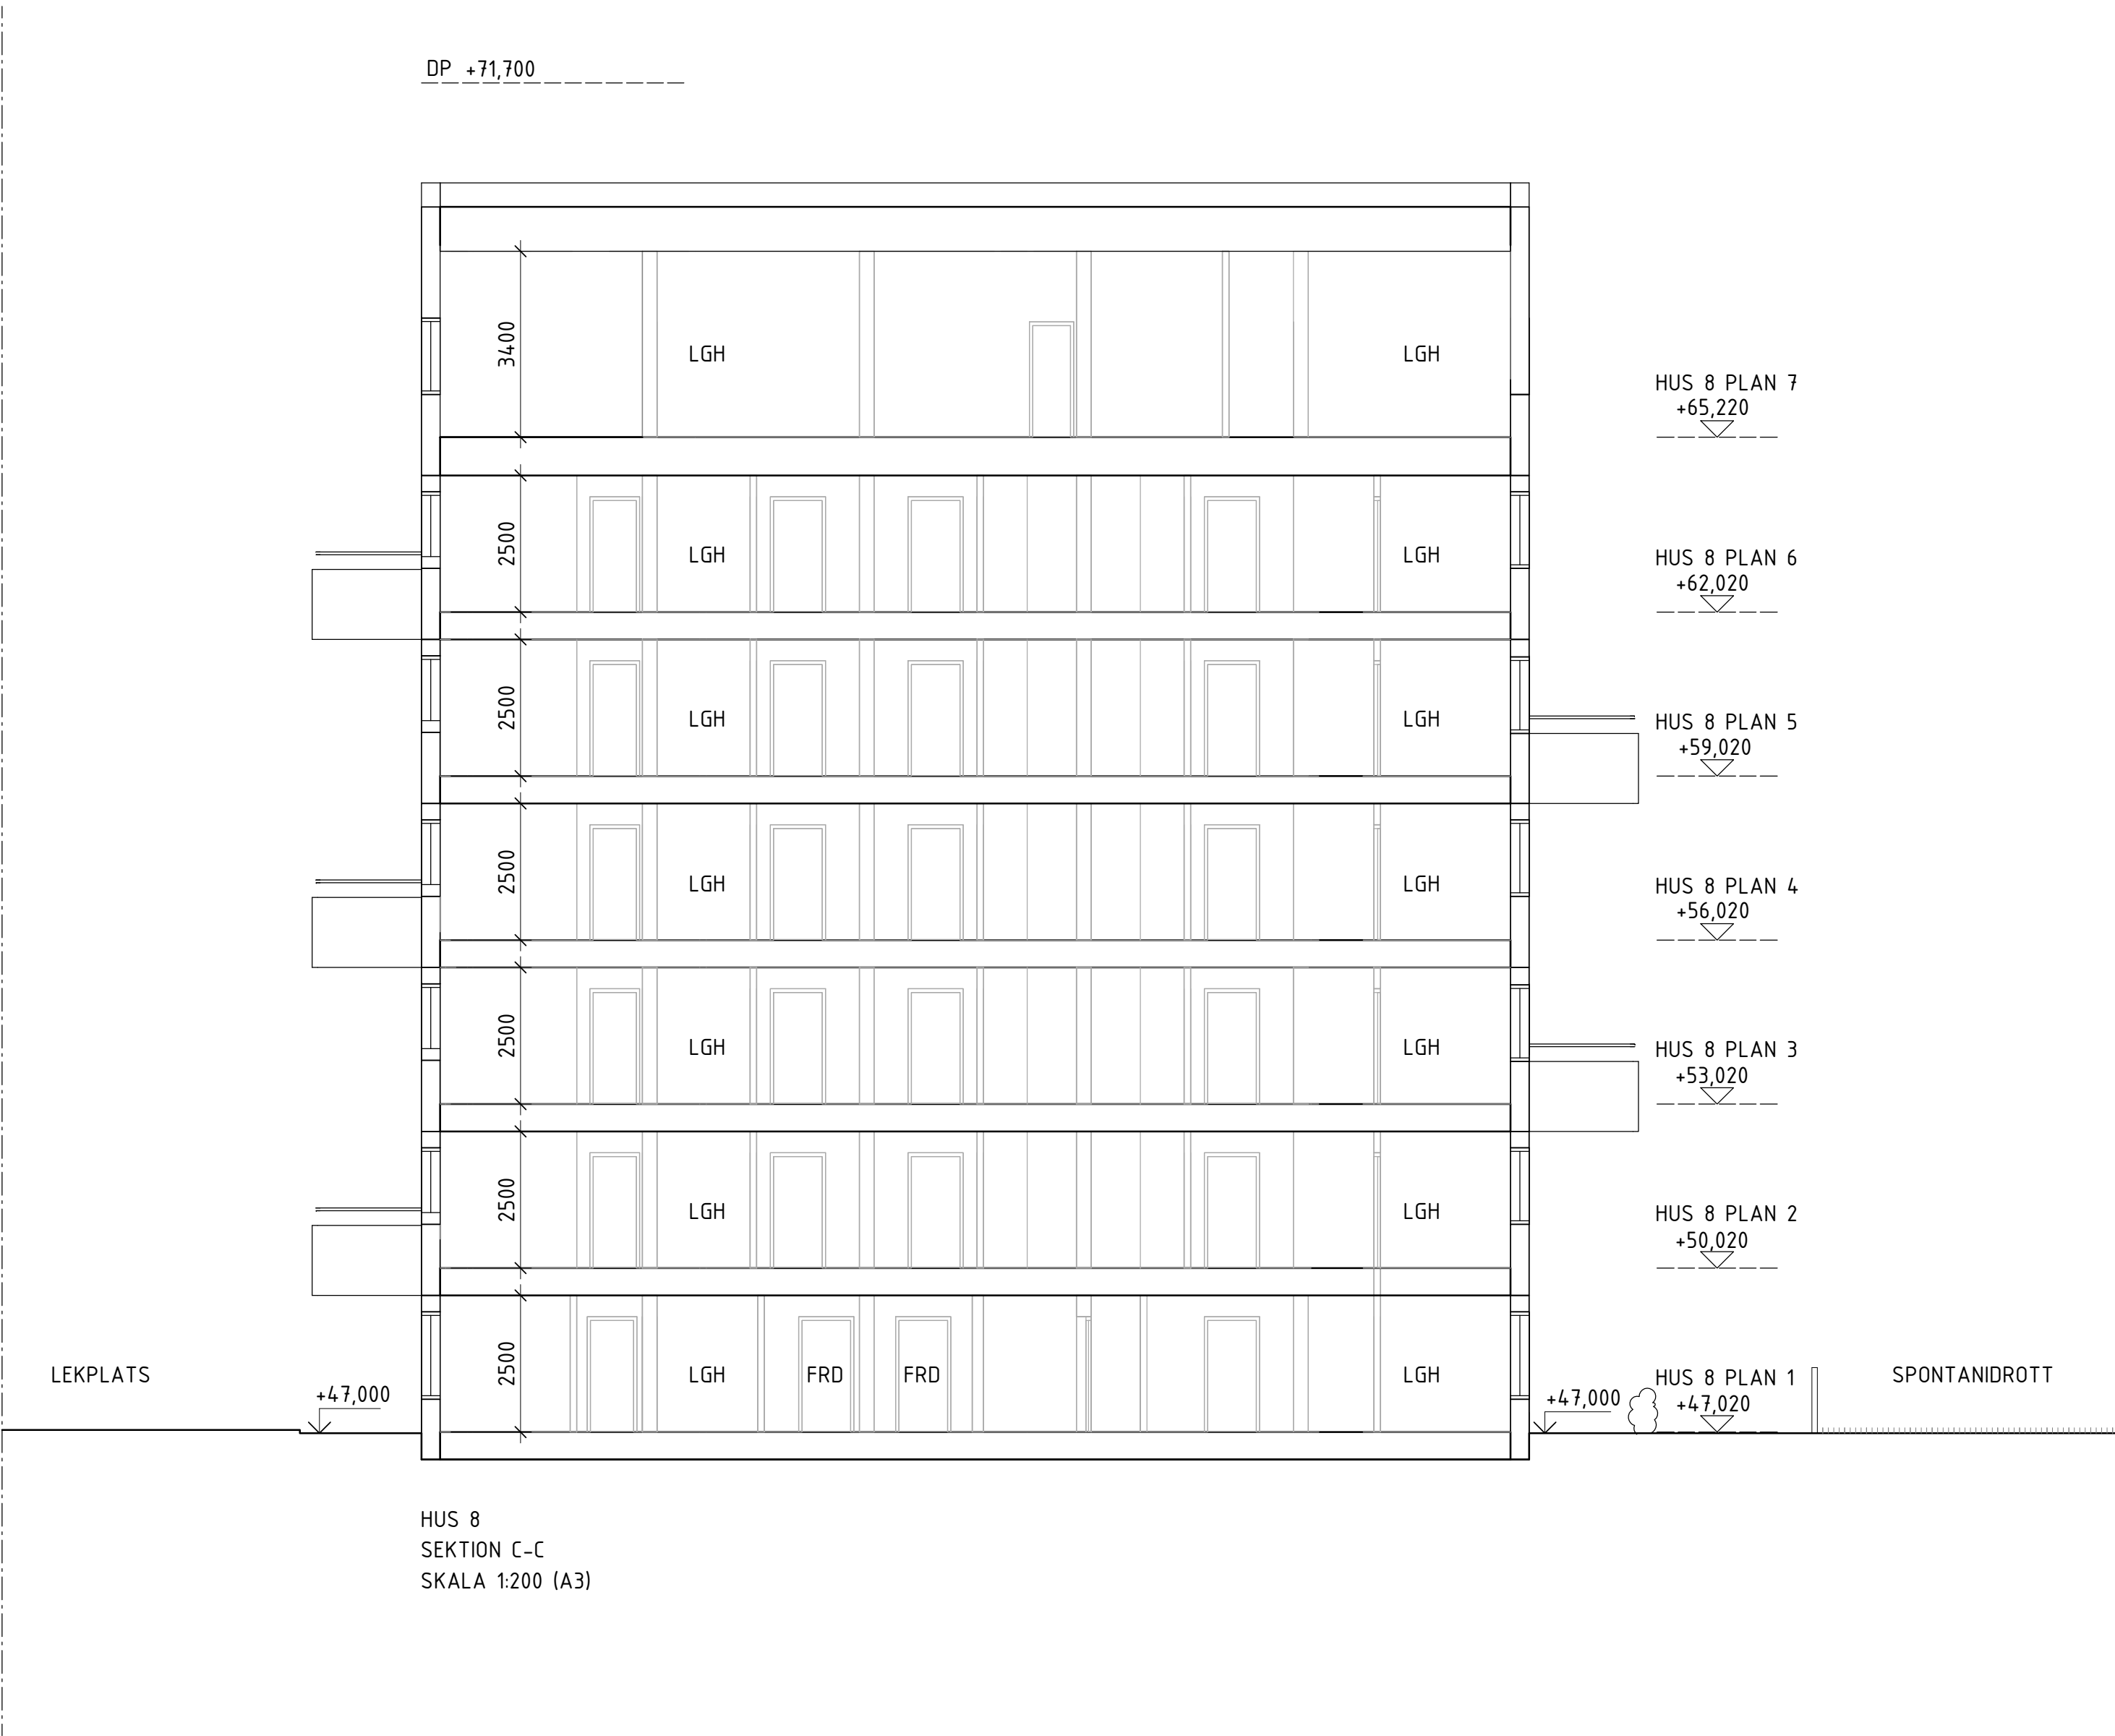 DP +71,700
3400
LGH
LGH
HUS 8 PLAN 7
+65,220
2500
LGH
LGH
HUS 8 PLAN 6
+62,020
2500
LGH
LGH
HUS 8 PLAN 5
+59,020
2500
LGH
LGH
HUS 8 PLAN 4
+56,020
2500
LGH
LGH
HUS 8 PLAN 3
+53,020
2500
LGH
LGH
HUS 8 PLAN 2
+50,020
LEKPLATS
+47,000
2500
LGH
FRD
FRD
LGH
+47,000
HUS 8 PLAN 1
+47,020
SPONTANIDROTT
HUS 8
SEKTION C-C
SKALA 1:200 (A3)